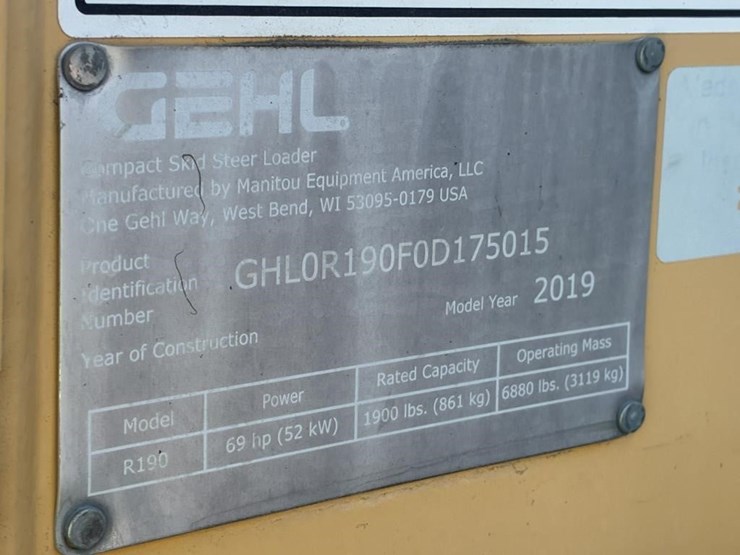 GEHL
Compact Skid Steer Loader
Manufactured by Manitou Equipment America, LLC
One Gehl Way, West Bend, WI 53095-0179 USA
Product
Identification
Number
GHL0R190F0D175015
Model Year 2019
Year of Construction
Model Power Rated Capacity Operating Mass
R190 69 hp (52 kW) 1900 lbs. (861 kg) 6880 lbs. (3119 kg)